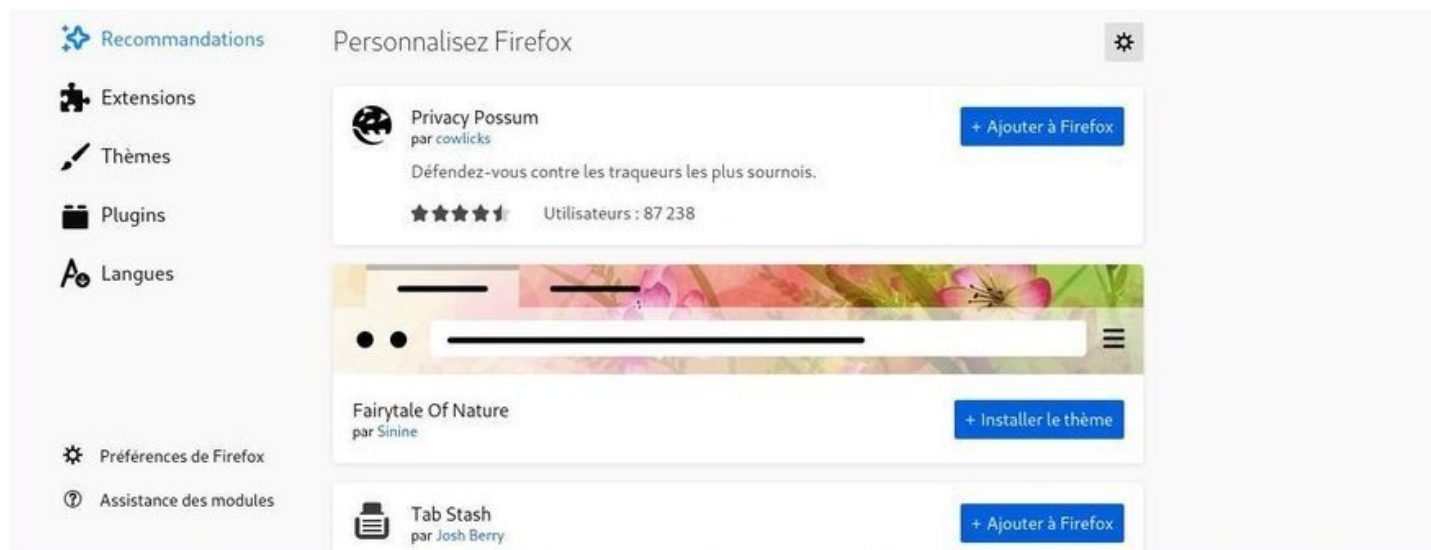 Recommandations
Extensions
Thèmes
Plugins
Langues
Préférences de Firefox
Assistance des modules
Personnalisez Firefox
Privacy Possum
par cowlicks
+ Ajouter à Firefox
Défendez-vous contre les traqueurs les plus sournois.
Utilisateurs : 87 238
Fairytale Of Nature
par Sinine
+ Installer le thème
Tab Stash
par Josh Berry
+ Ajouter à Firefox